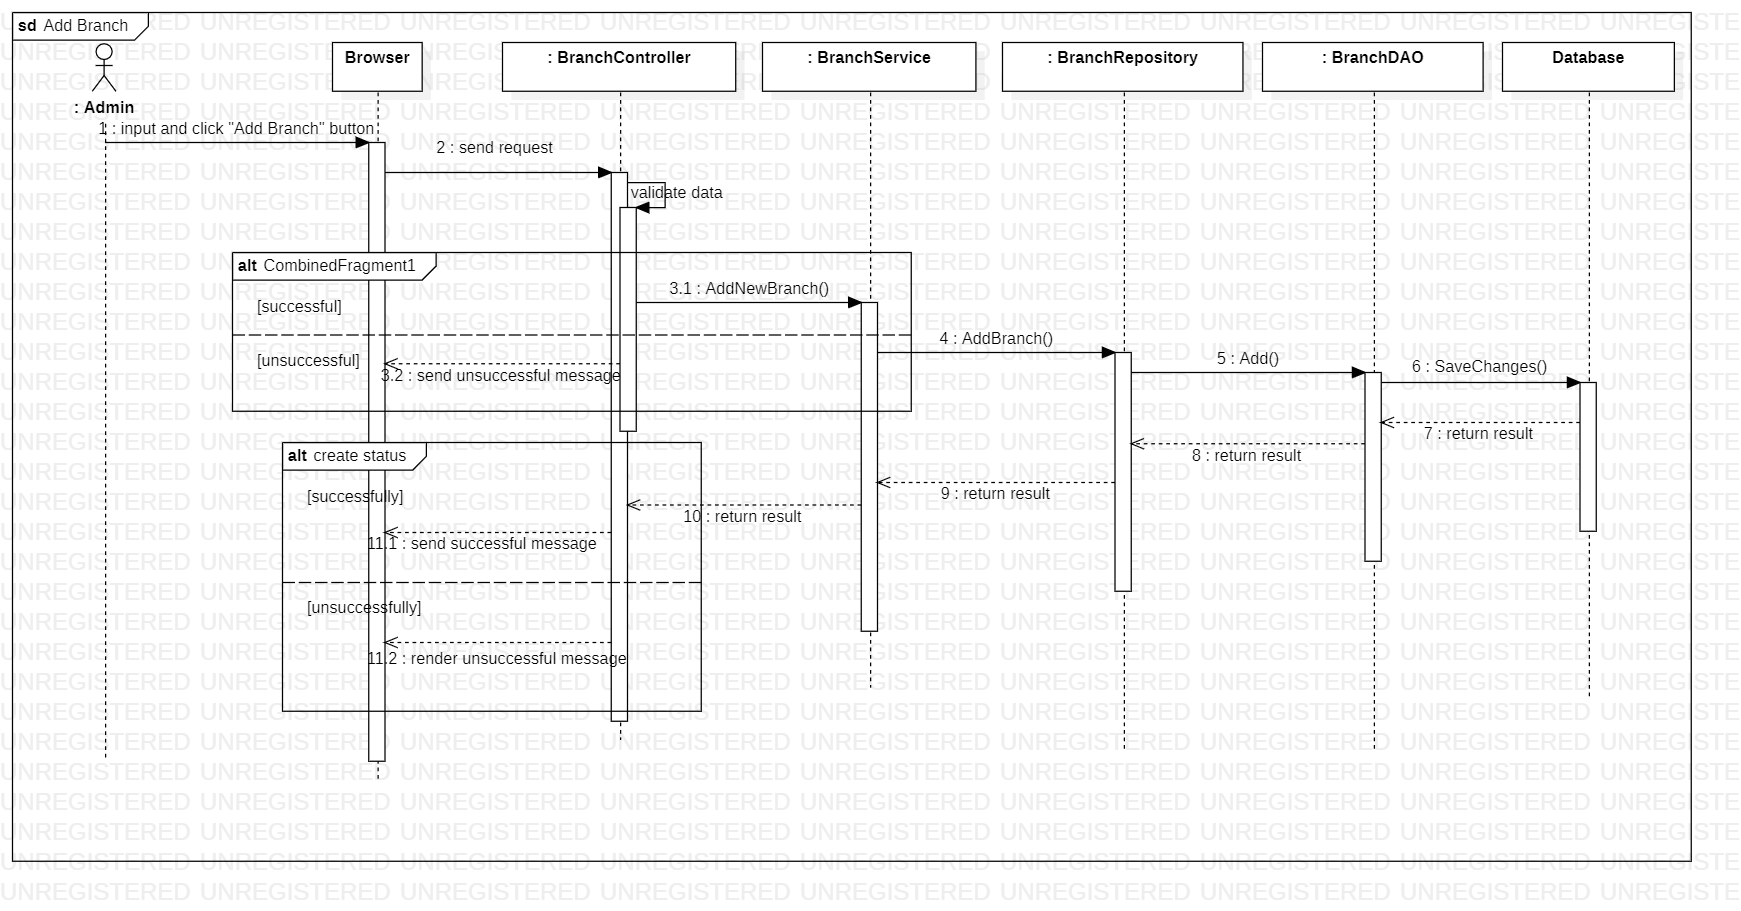 sd Add Branch
: Admin
Browser
: BranchController
: BranchService
: BranchRepository
: BranchDAO
Database
1 : input and click "Add Branch" button
2 : send request
validate data
alt CombinedFragment1
[successful]
3.1 : AddNewBranch()
[unsuccessful]
3.2 : send unsuccessful message
4 : AddBranch()
5 : Add()
6 : SaveChanges()
7 : return result
8 : return result
9 : return result
10 : return result
alt create status
[successfully]
11.1 : send successful message
[unsuccessfully]
11.2 : render unsuccessful message
UNREGISTERED